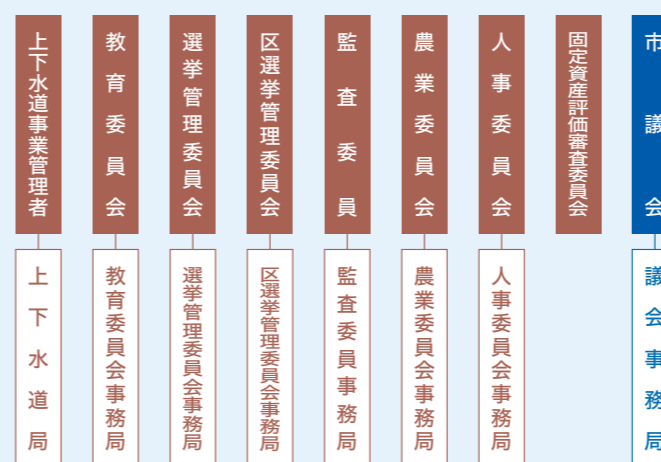 上下水道事業管理者
教育委員会
選挙管理委員会
区選挙管理委員会
監査委員
農業委員会
人事委員会
固定資産評価審査委員会
市議会
上下水道局
教育委員会事務局
選挙管理委員会事務局
区選挙管理委員会事務局
監査委員事務局
農業委員会事務局
人事委員会事務局
議会事務局